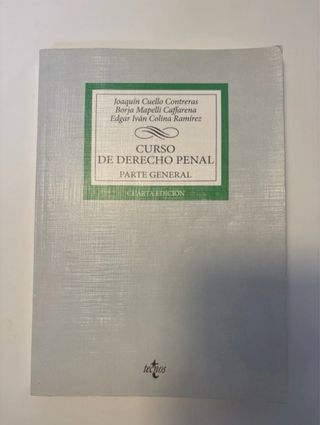 Joaquín Cuello Contreras
Borja Mapelli Caffarena
Edgar Iván Colina Ramírez
CURSO
DE DERECHO PENAL
PARTE GENERAL
CUARTA EDICIÓN
tecnos